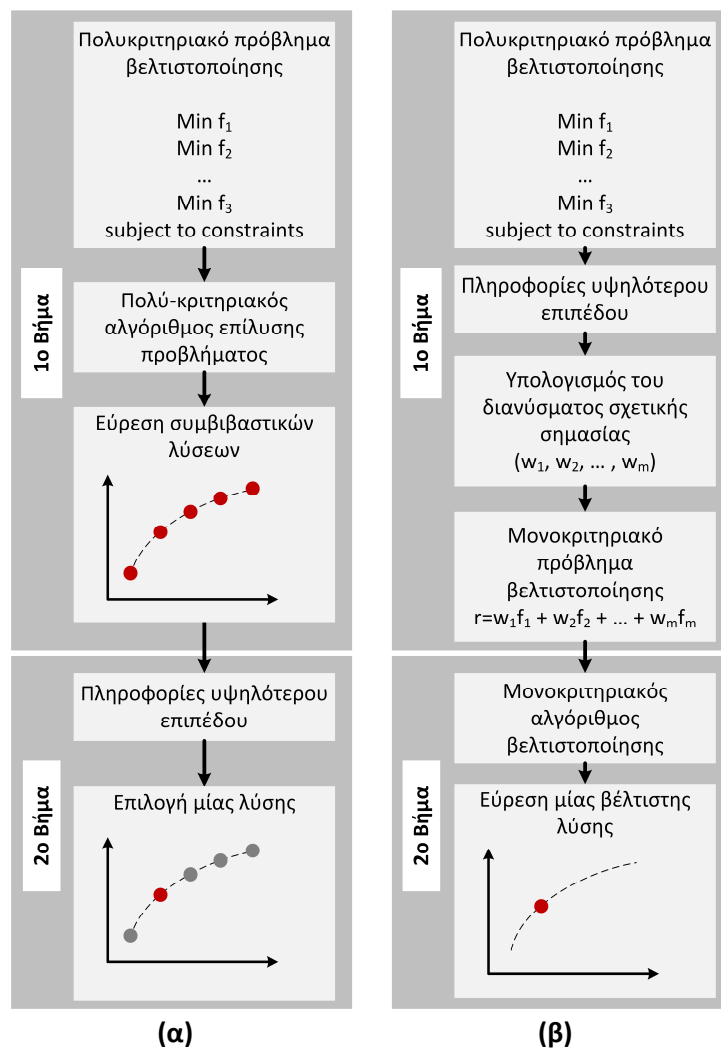 Πολυκριτηριακό πρόβλημα
βελτιστοποίησης
Min f₁
Min f₂
...
Min f₃
subject to constraints
1ο Βήμα
Πολύ-κριτηριακός
αλγόριθμος επίλυσης
προβλήματος
Εύρεση συμβιβαστικών
λύσεων
2ο Βήμα
Πληροφορίες υψηλότερου
επιπέδου
Επιλογή μίας λύσης
(α)
Πολυκριτηριακό πρόβλημα
βελτιστοποίησης
Min f₁
Min f₂
...
Min f₃
subject to constraints
1ο Βήμα
Πληροφορίες υψηλότερου
επιπέδου
Υπολογισμός του
διανύσματος σχετικής
σημασίας
(w₁, w₂, ... , wₘ)
Μονοκριτηριακό
πρόβλημα
βελτιστοποίησης
r=w₁f₁ + w₂f₂ + ... + wₘfₘ
2ο Βήμα
Μονοκριτηριακός
αλγόριθμος
βελτιστοποίησης
Εύρεση μίας βέλτιστης
λύσης
(β)